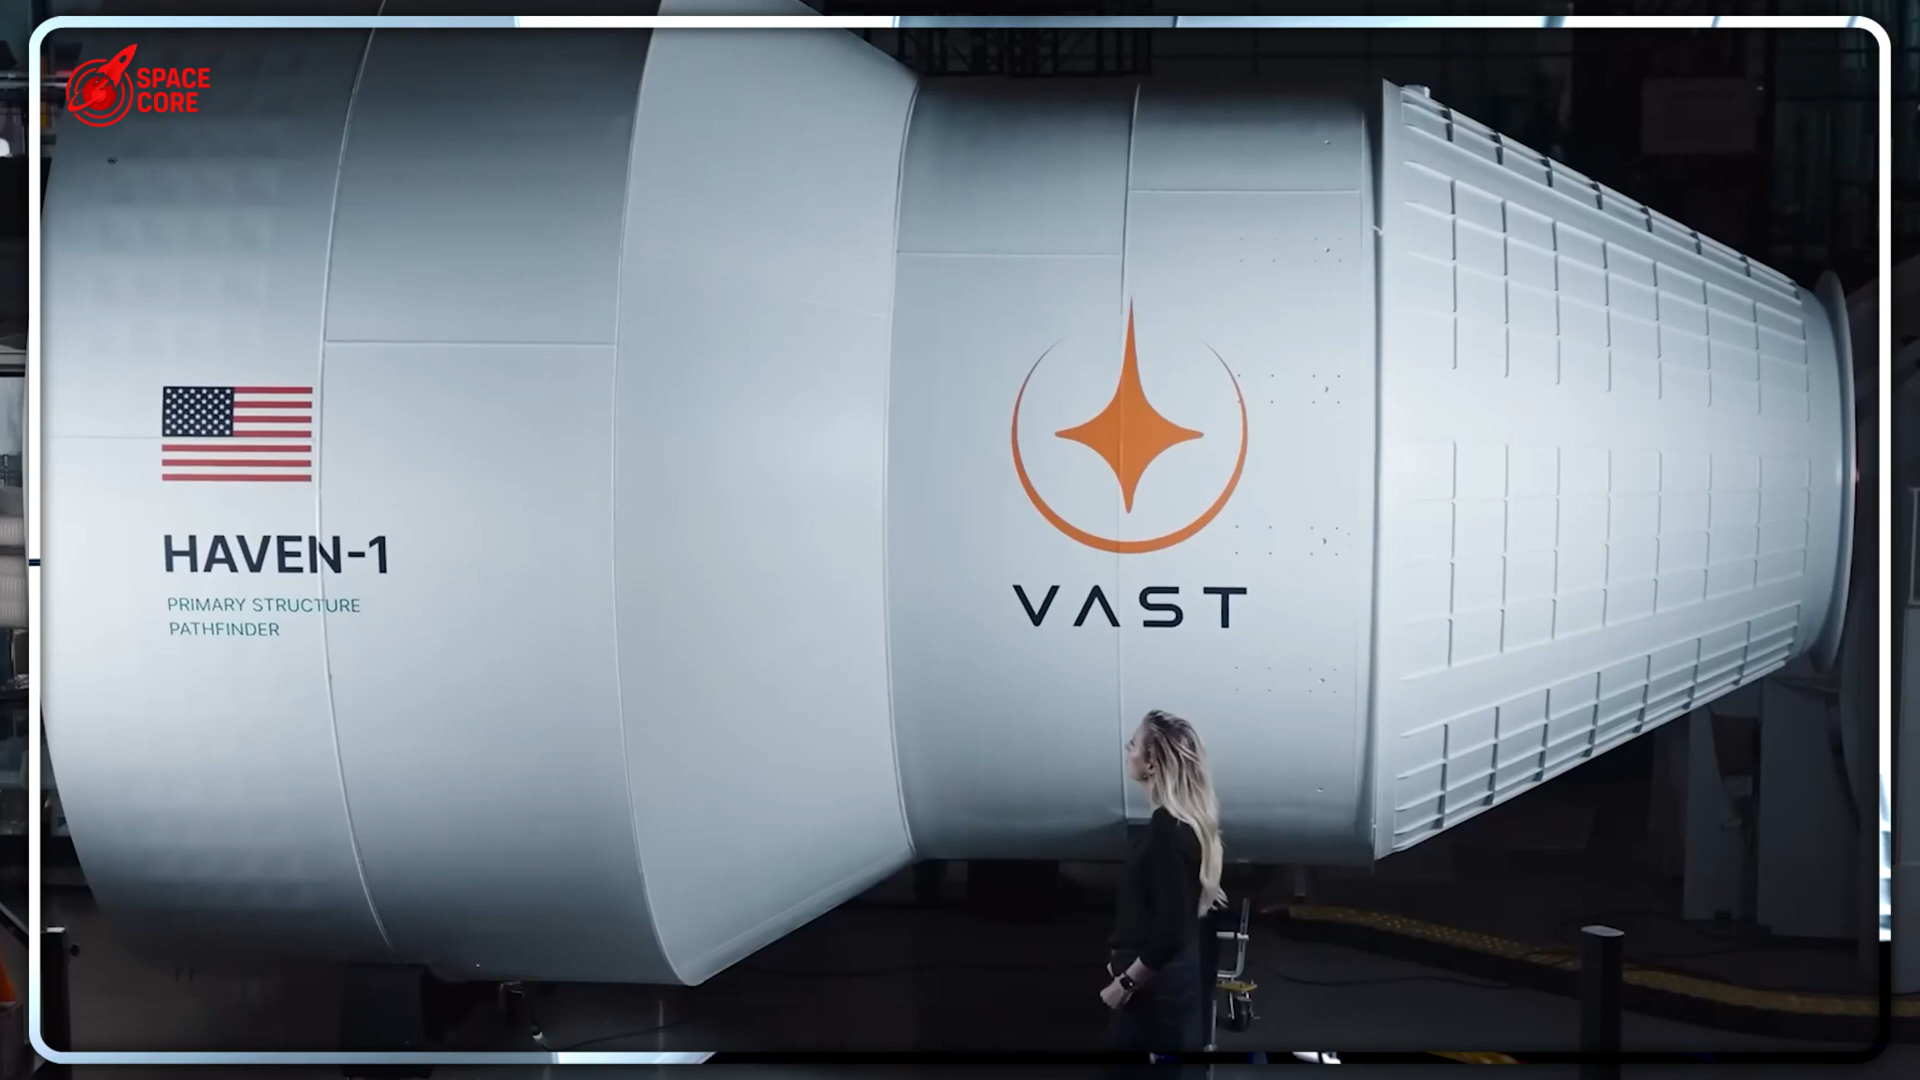 SPACE
CORE
HAVEN-1
PRIMARY STRUCTURE
PATHFINDER
VAST